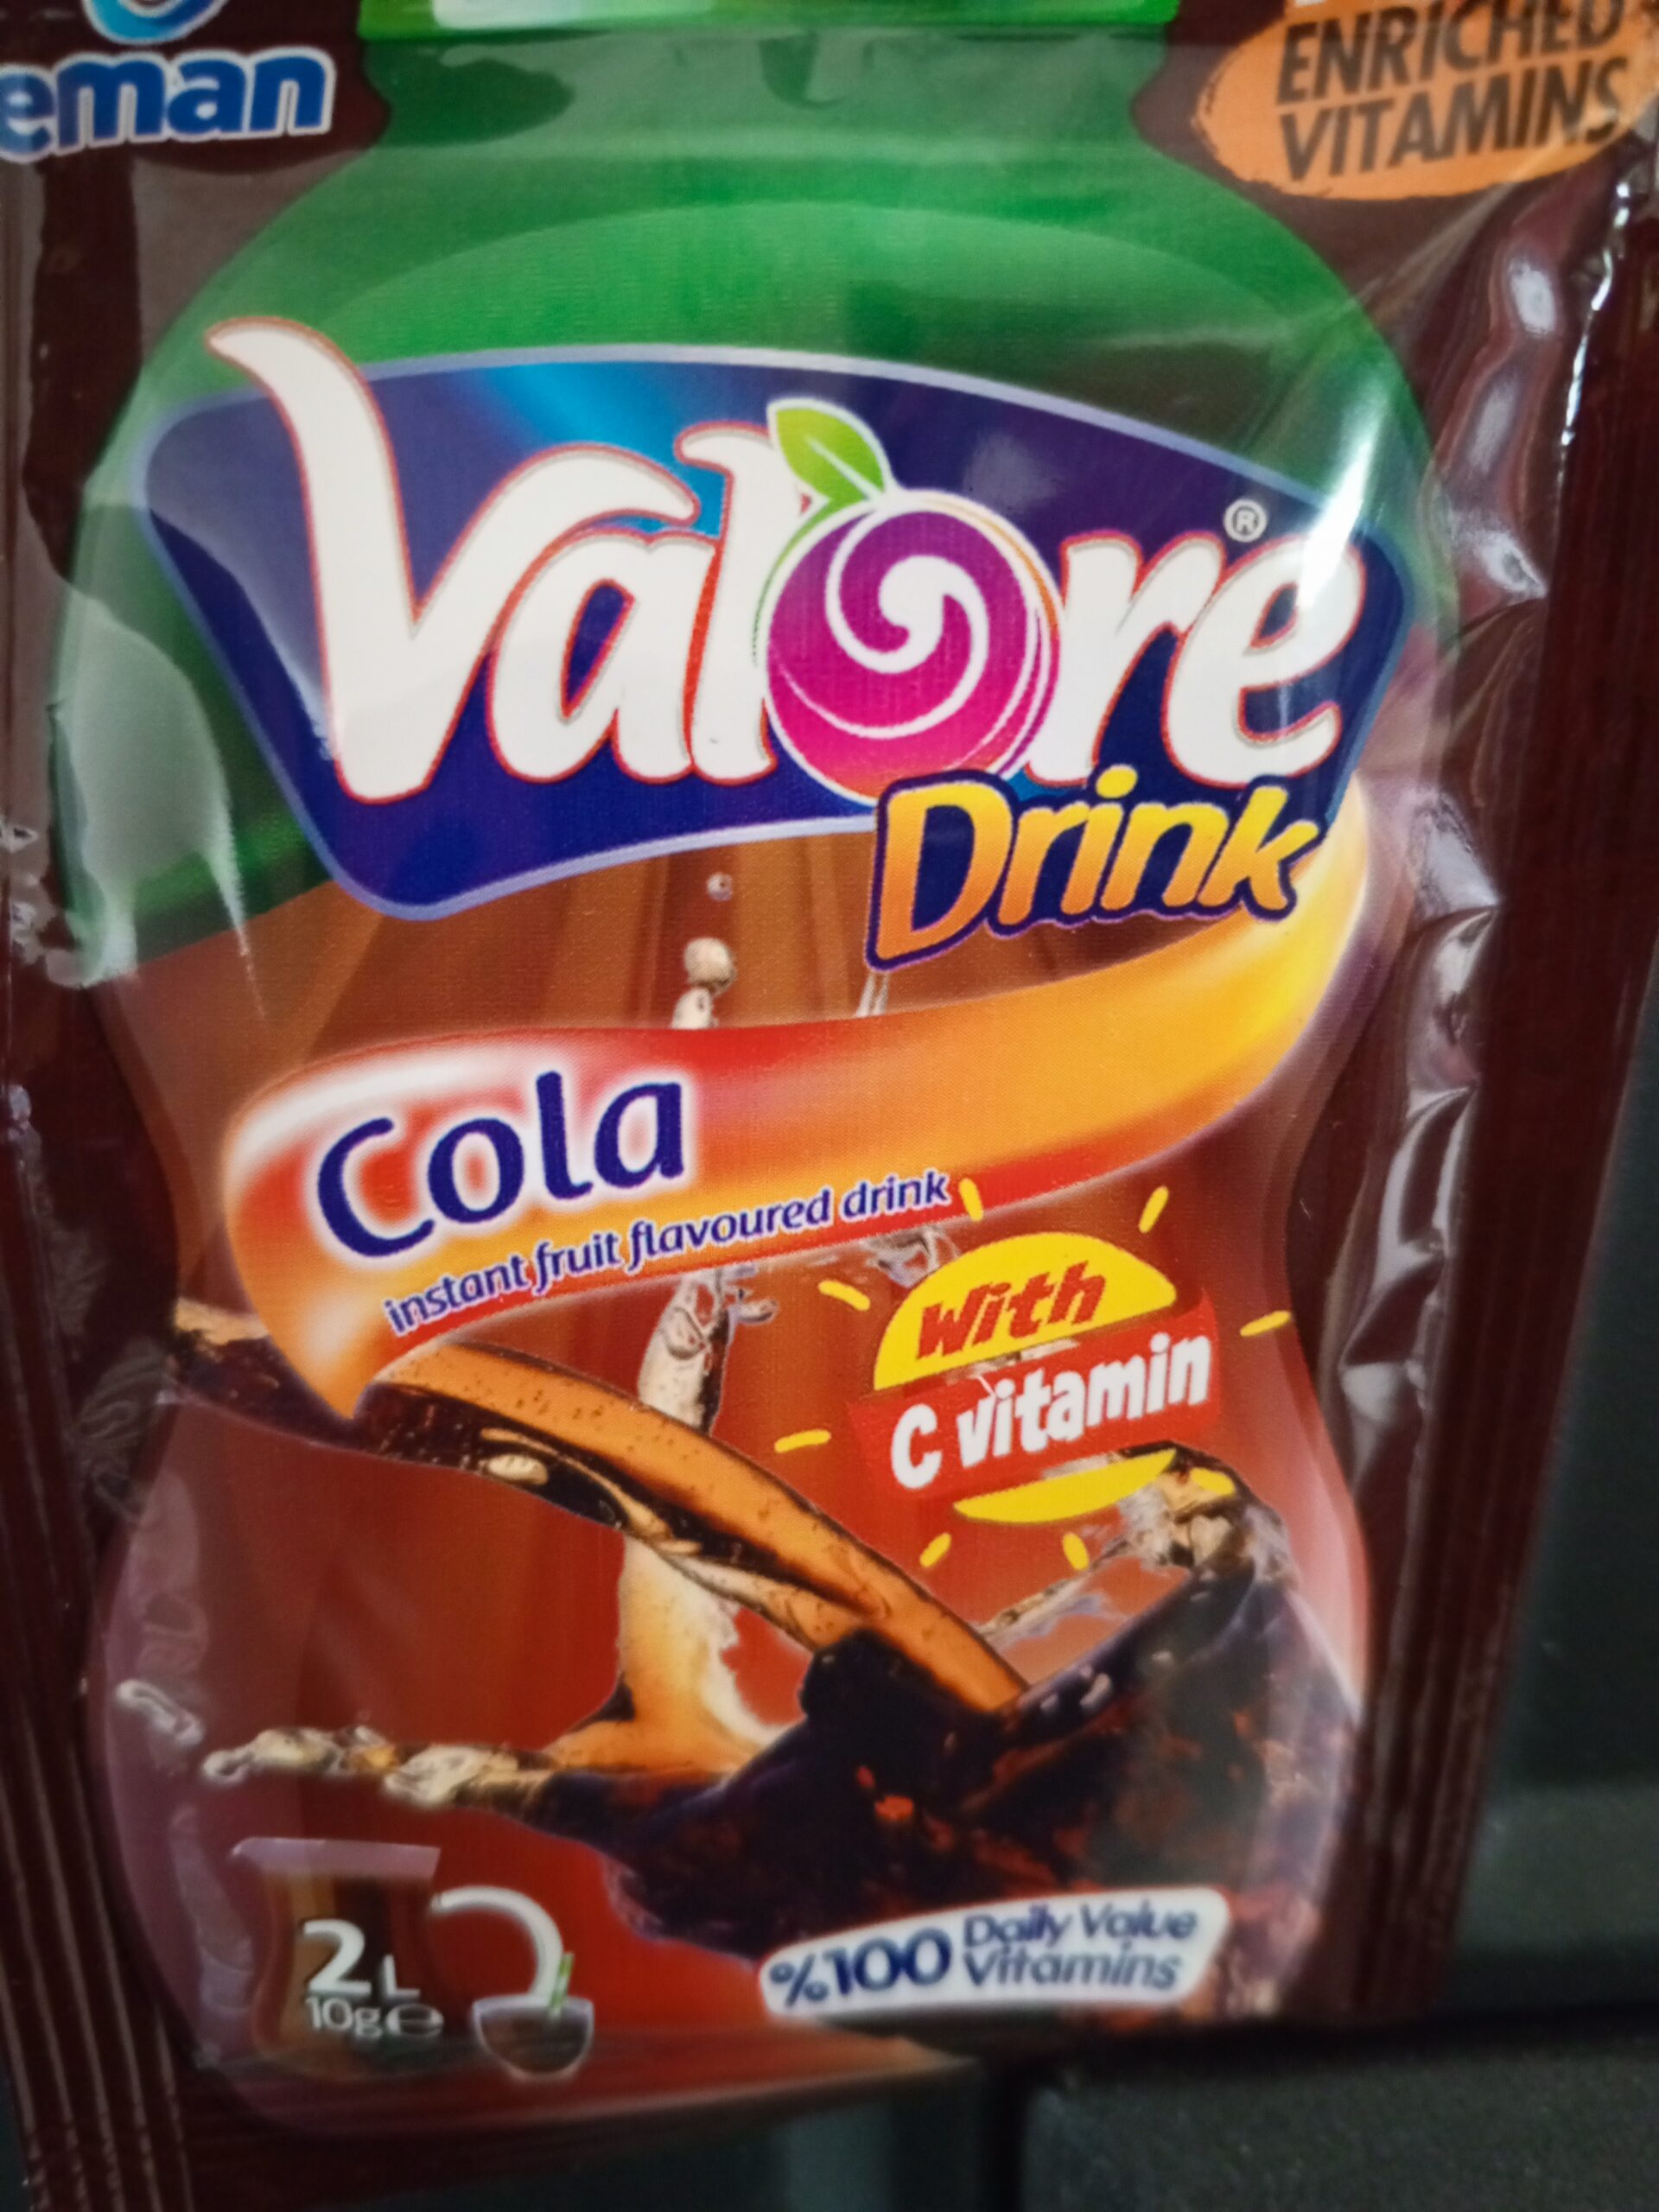 eman
ENRICHED
VITAMINS
Valore®
Drink
Cola
instant fruit flavoured drink
With
C vitamin
2L
10g℮
%100 Daily Value
Vitamins